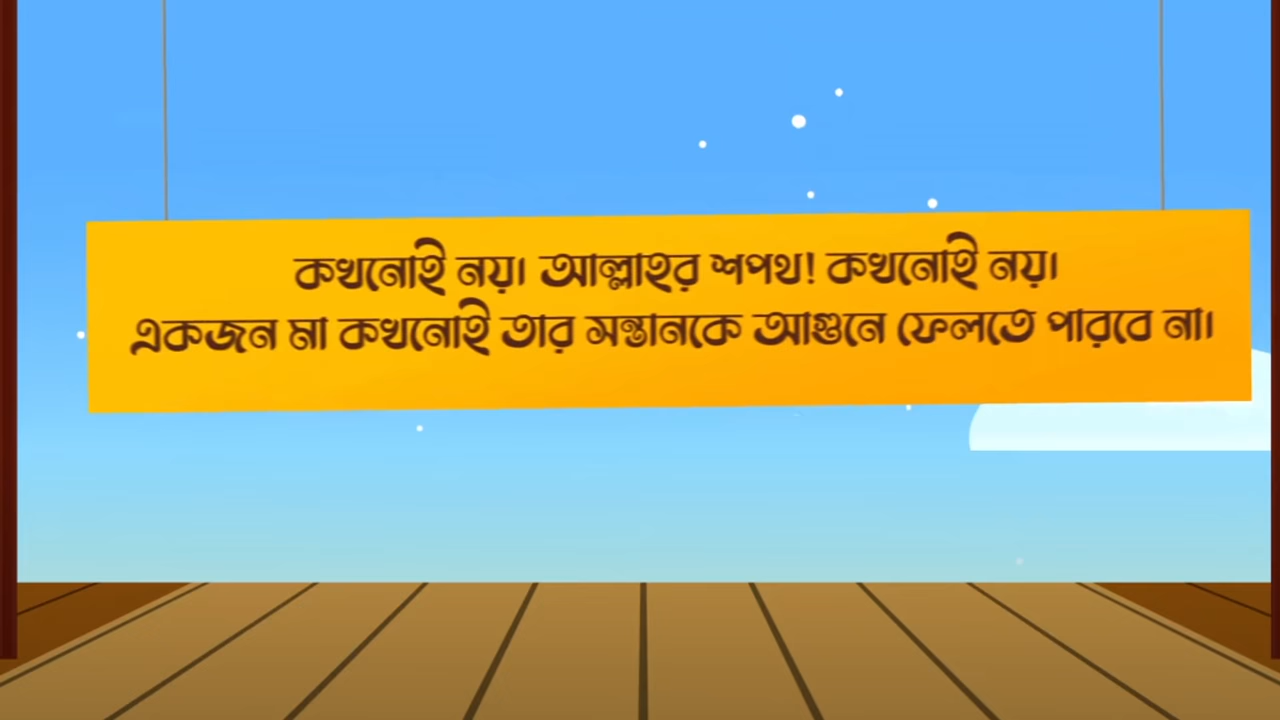 কখনোই নয়। আল্লাহর শপথ! কখনোই নয়।
একজন মা কখনোই তার সন্তানকে আগুনে ফেলতে পারবে না।